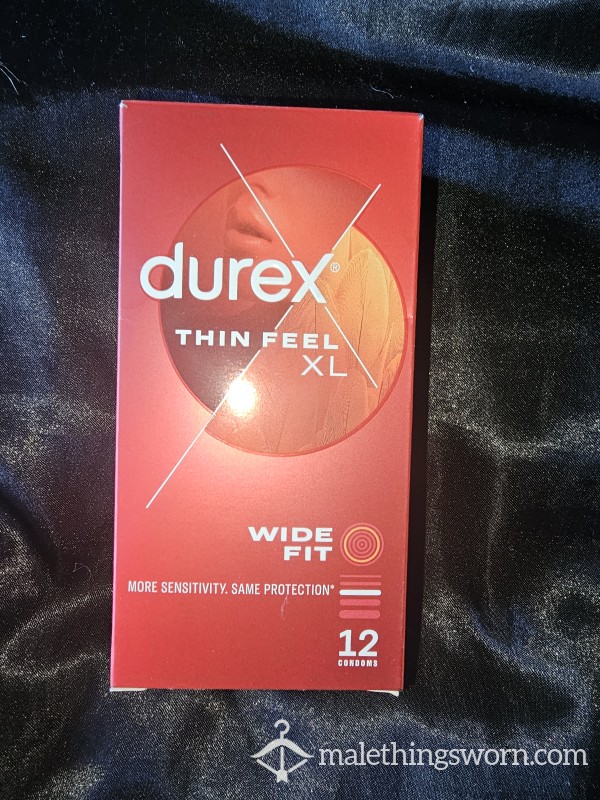 durex®
THIN FEEL
XL
WIDE
FIT
MORE SENSITIVITY. SAME PROTECTION*
12
CONDOMS
malethingsworn.com